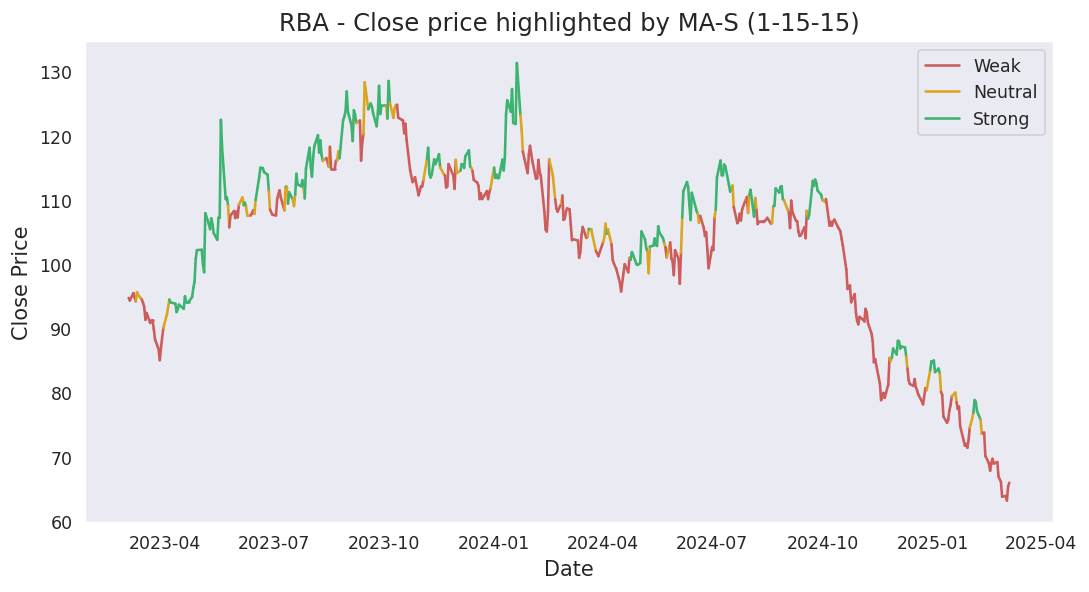 RBA - Close price highlighted by MA-S (1-15-15)
Weak
Neutral
Strong
Close Price
130
120
110
100
90
80
70
60
2023-04 2023-07 2023-10 2024-01 2024-04 2024-07 2024-10 2025-01 2025-04
Date